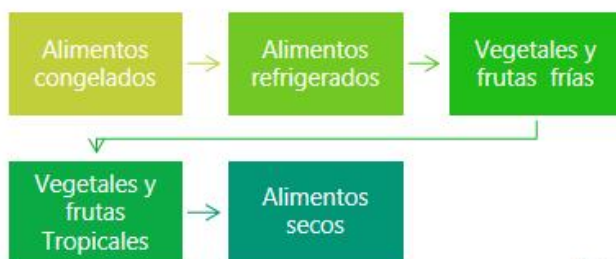 Alimentos
congelados
Alimentos
refrigerados
Vegetales y
frutas frías
Vegetales y
frutas
Tropicales
Alimentos
secos